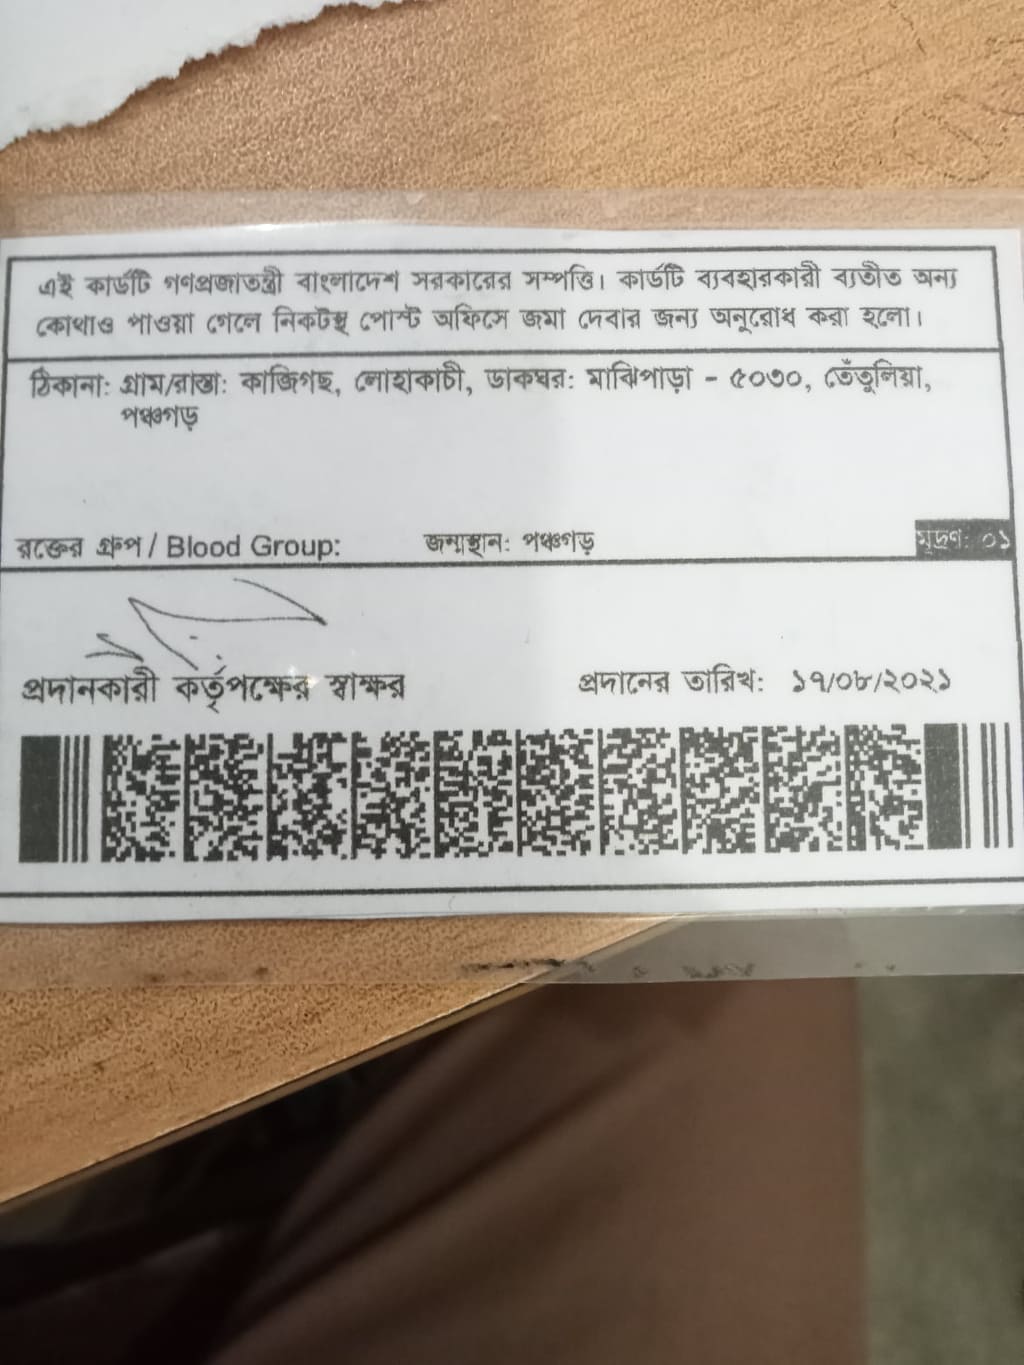 এই কার্ডটি গণপ্রজাতন্ত্রী বাংলাদেশ সরকারের সম্পত্তি। কার্ডটি ব্যবহারকারী ব্যতীত অন্য
কোথাও পাওয়া গেলে নিকটস্থ পোস্ট অফিসে জমা দেবার জন্য অনুরোধ করা হলো।
ঠিকানা: গ্রাম/রাস্তা: কাজিগছ, লোহাকাচী, ডাকঘর: মাঝিপাড়া - ৫০৩০, তেঁতুলিয়া,
পঞ্চগড়
রক্তের গ্রুপ / Blood Group: জন্মস্থান: পঞ্চগড় মুদ্রণ: ০১
প্রদানকারী কর্তৃপক্ষের স্বাক্ষর প্রদানের তারিখ: ১৭/০৮/২০২১